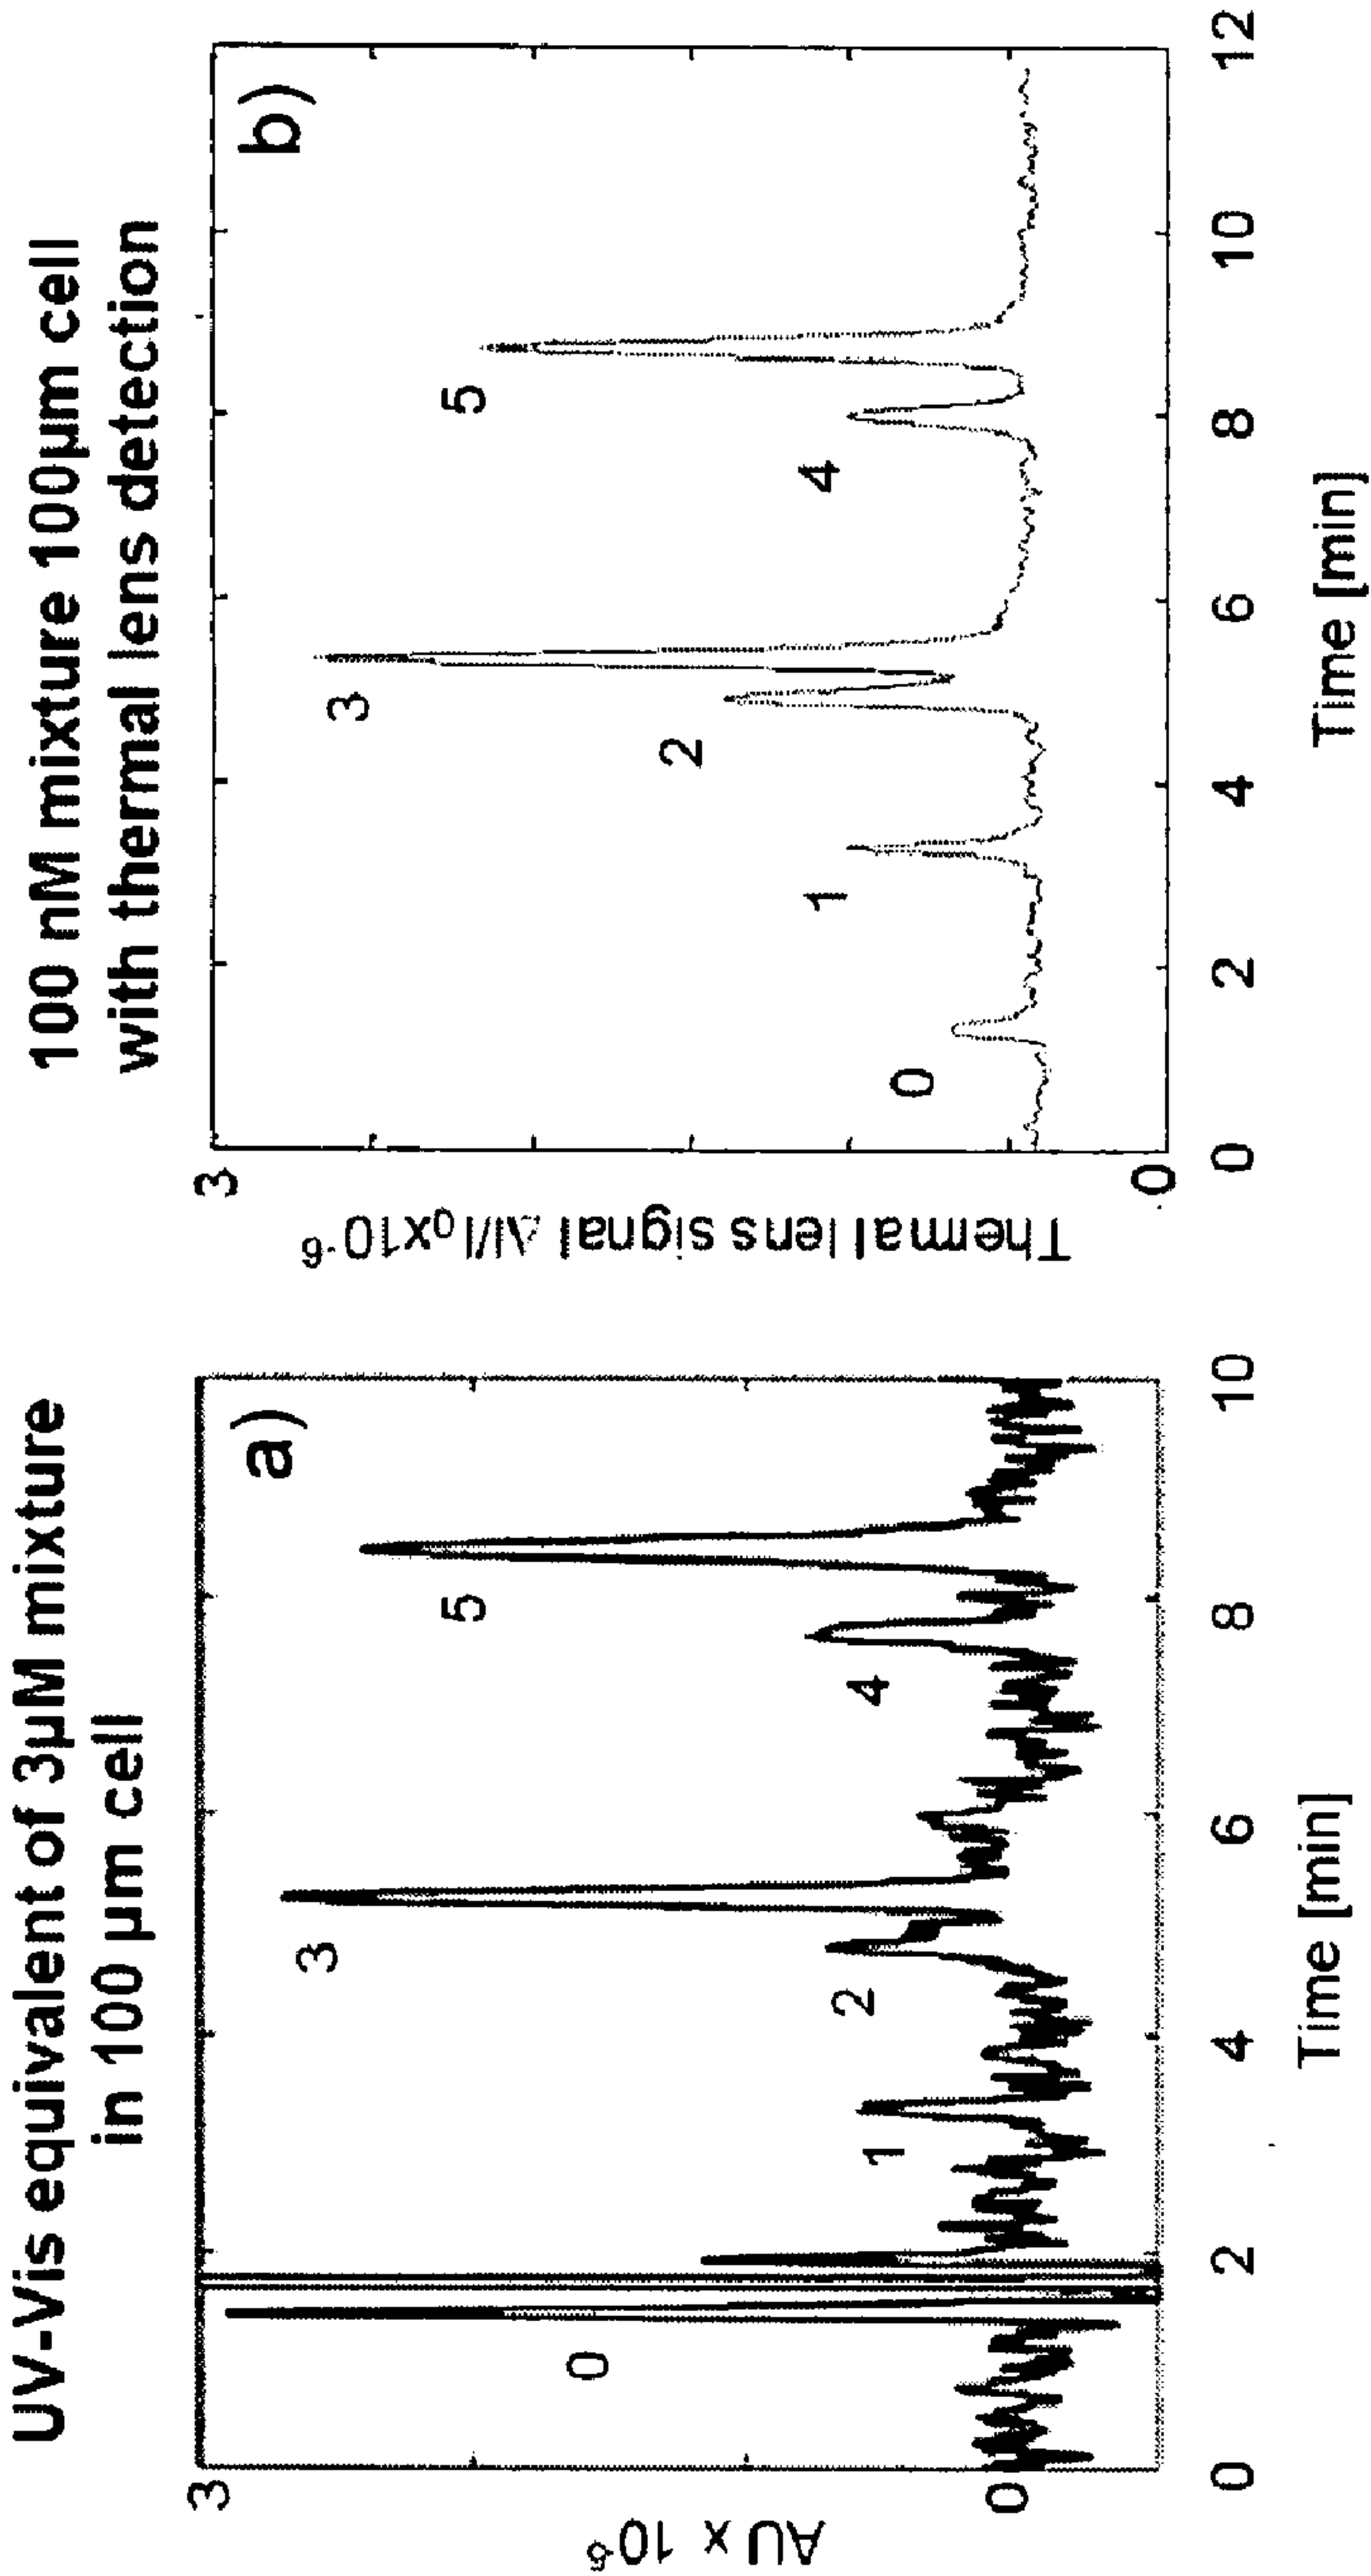 UV-Vis equivalent of 3µM mixture
in 100 µm cell
a)
AU x 10-5
3
0
0
1
2
3
4
5
0 2 4 6 8 10
Time [min]
100 nM mixture 100µm cell
with thermal lens detection
b)
Thermal lens signal ΔI/I0x10-6
3
0
0
1
2
3
4
5
0 2 4 6 8 10 12
Time [min]